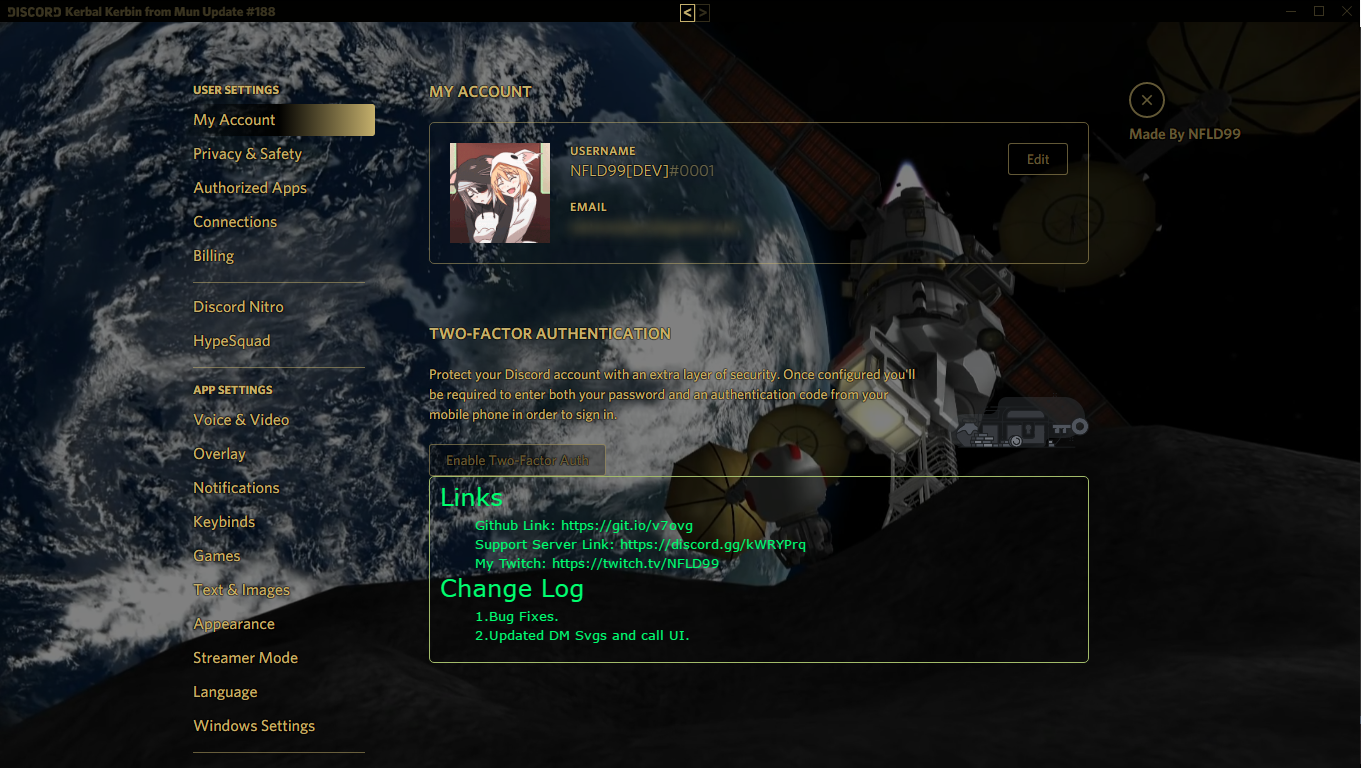 DISCORD Kerbal Kerbin from Mun Update #188
< >
USER SETTINGS
My Account
Privacy & Safety
Authorized Apps
Connections
Billing
Discord Nitro
HypeSquad
APP SETTINGS
Voice & Video
Overlay
Notifications
Keybinds
Games
Text & Images
Appearance
Streamer Mode
Language
Windows Settings
MY ACCOUNT
USERNAME
NFLD99[DEV]#0001
EMAIL
Edit
Made By NFLD99
TWO-FACTOR AUTHENTICATION
Protect your Discord account with an extra layer of security. Once configured you'll
be required to enter both your password and an authentication code from your
mobile phone in order to sign in.
Enable Two-Factor Auth
Links
Github Link: https://git.io/v7ovg
Support Server Link: https://discord.gg/kWRYPrq
My Twitch: https://twitch.tv/NFLD99
Change Log
1.Bug Fixes.
2.Updated DM Svgs and call UI.